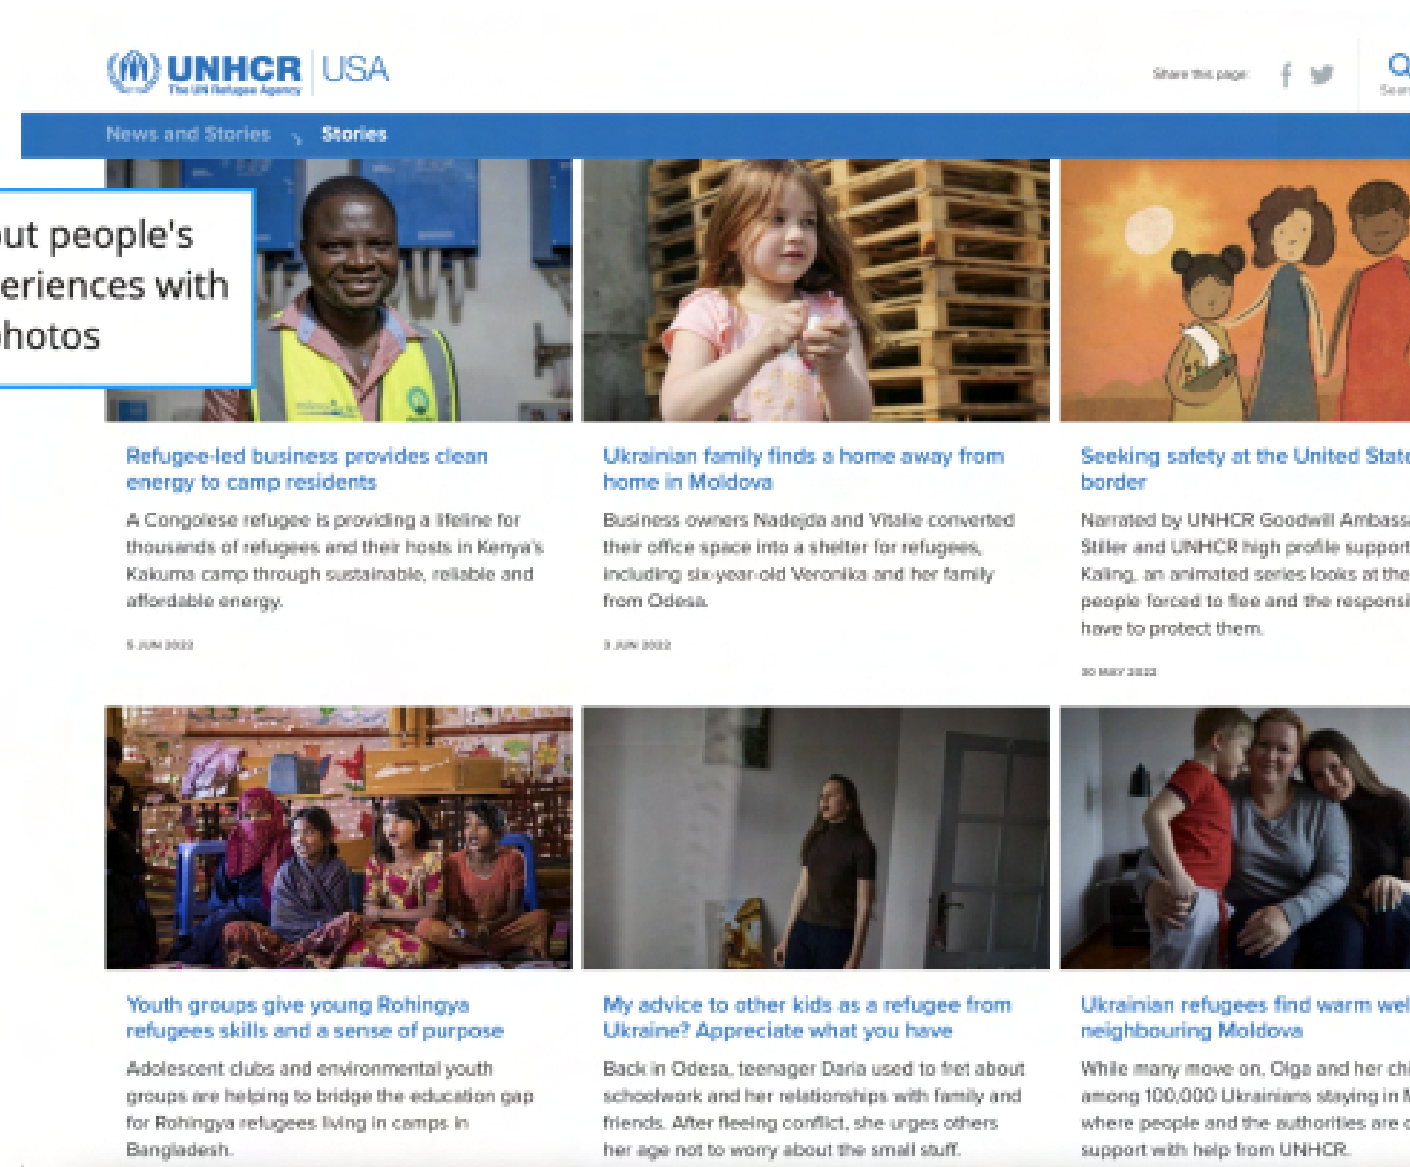 UNHCR USA
The UN Refugee Agency
Share this page:
News and Stories Stories
people's
with
Refugee-led business provides clean
energy to camp residents
A Congolese refugee is providing a lifeline for
thousands of refugees and their hosts in Kenya's
Kakuma camp through sustainable, reliable and
affordable energy.
5 JUN 2022
Ukrainian family finds a home away from
home in Moldova
Business owners Nadejda and Vitalie converted
their office space into a shelter for refugees,
including six-year-old Veronika and her family
from Odesa.
3 JUN 2022
Seeking safety at the United
border
Narrated by UNHCR Goodwill
Stiller and UNHCR high profile
Kaling, an animated series looks at the
people forced to flee and the
have to protect them.
30 MAY 2022
Youth groups give young Rohingya
refugees skills and a sense of purpose
Adolescent clubs and environmental youth
groups are helping to bridge the education gap
for Rohingya refugees living in camps in
Bangladesh.
My advice to other kids as a refugee from
Ukraine? Appreciate what you have
Back in Odesa, teenager Daria used to fret about
schoolwork and her relationships with family and
friends. After fleeing conflict, she urges others
her age not to worry about the small stuff.
Ukrainian refugees find warm
neighbouring Moldova
While many move on, Olga and her
among 100,000 Ukrainians staying in
where people and the authorities are
support with help from UNHCR.